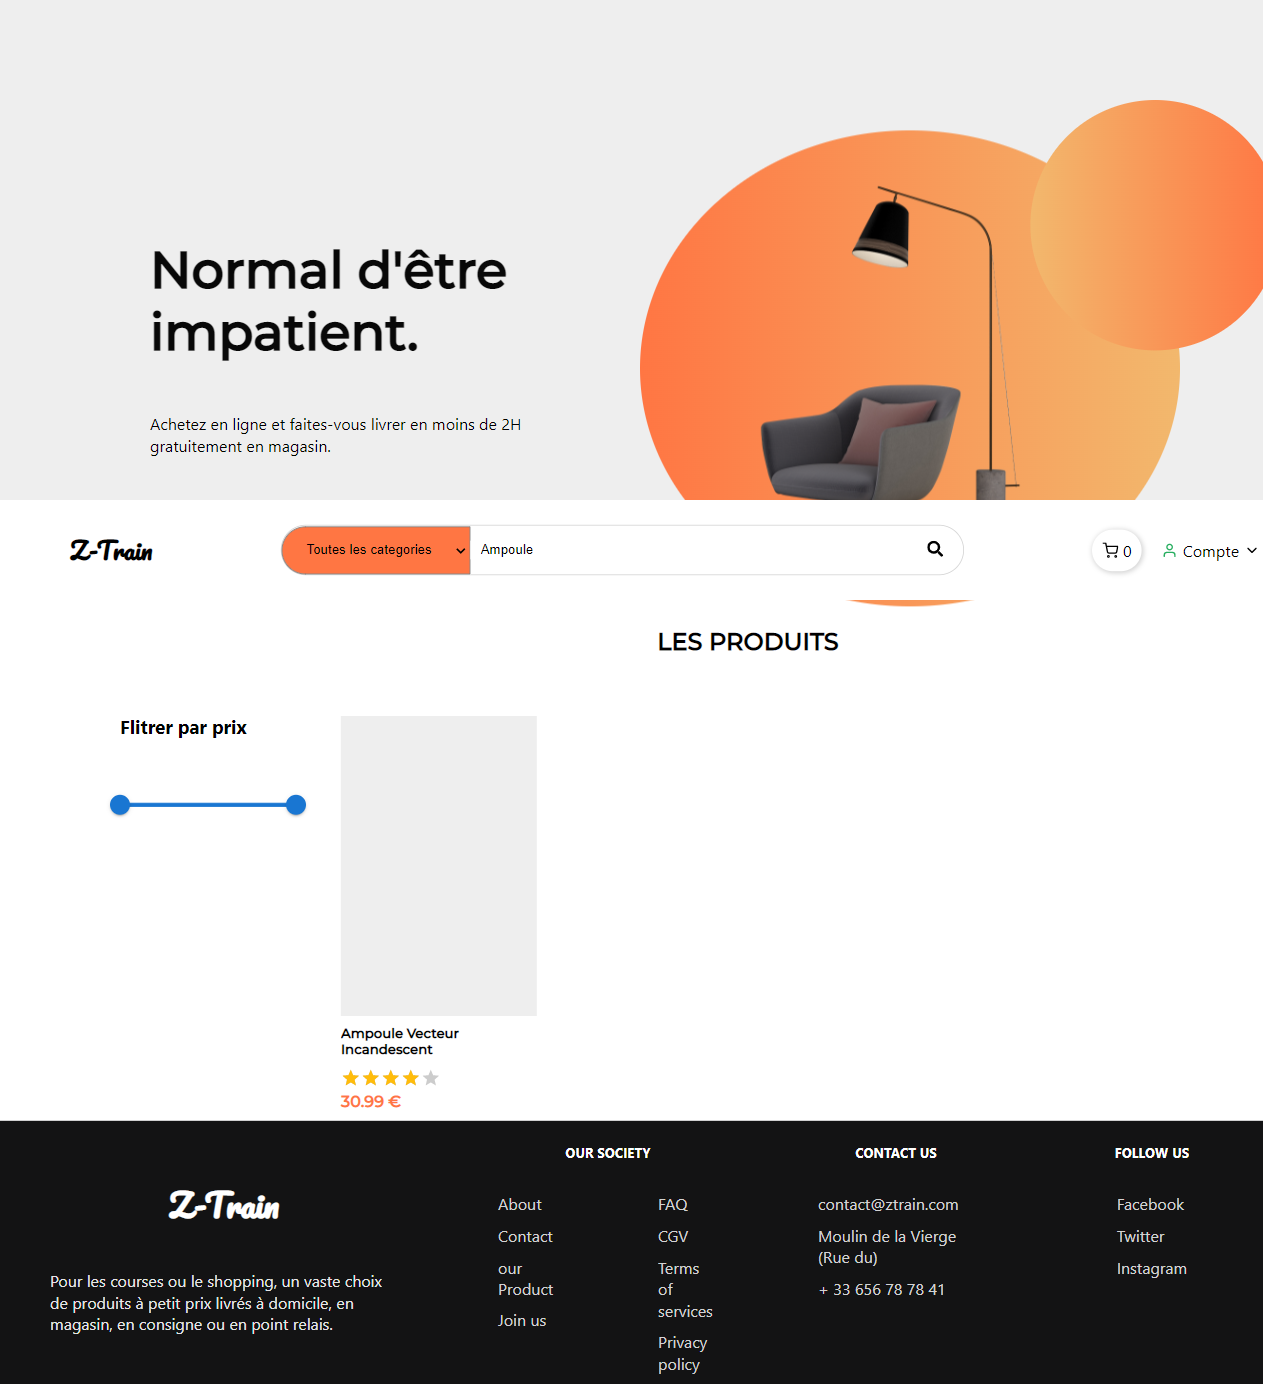 Normal d'être
impatient.
Achetez en ligne et faites-vous livrer en moins de 2H
gratuitement en magasin.
Z-Train
Toutes les categories
Ampoule
0
Compte
LES PRODUITS
Flitrer par prix
Ampoule Vecteur
Incandescent
30.99 €
Z-Train
Pour les courses ou le shopping, un vaste choix
de produits à petit prix livrés à domicile, en
magasin, en consigne ou en point relais.
OUR SOCIETY
About
Contact
our
Product
Join us
FAQ
CGV
Terms
of
services
Privacy
policy
CONTACT US
contact@ztrain.com
Moulin de la Vierge
(Rue du)
+ 33 656 78 78 41
FOLLOW US
Facebook
Twitter
Instagram